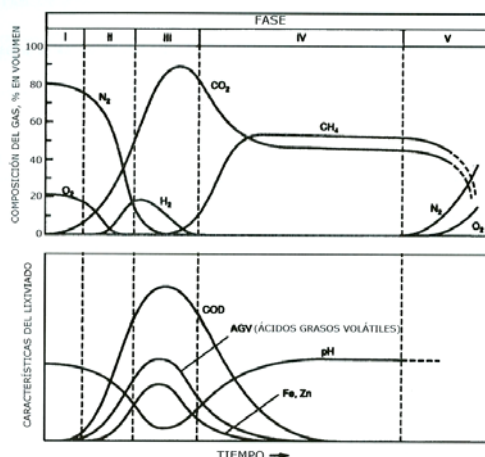 FASE
I II III IV V
COMPOSICIÓN DEL GAS, % EN VOLUMEN
100
80
60
40
20
0
N₂
O₂
H₂
CO₂
CH₄
N₂
O₂
CARACTERÍSTICAS DEL LIXIVIADO
COD
AGV (ÁCIDOS GRASOS VOLÁTILES)
pH
Fe, Zn
TIEMPO